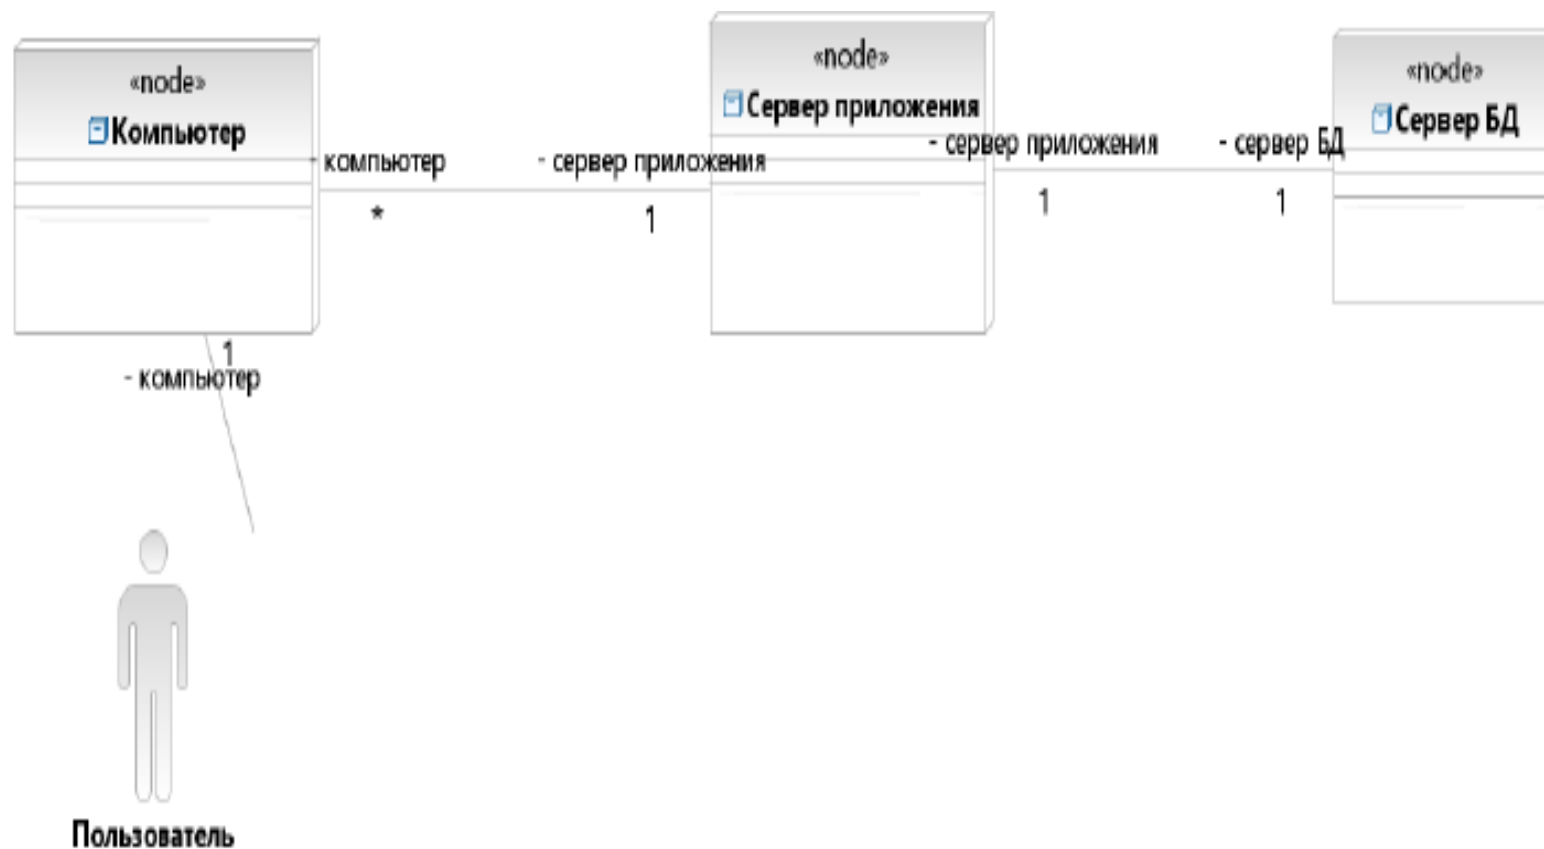 «node»
Компьютер
- компьютер
*
- сервер приложения
1
«node»
Сервер приложения
- сервер приложения
1
- сервер БД
1
«node»
Сервер БД
1
- компьютер
Пользователь